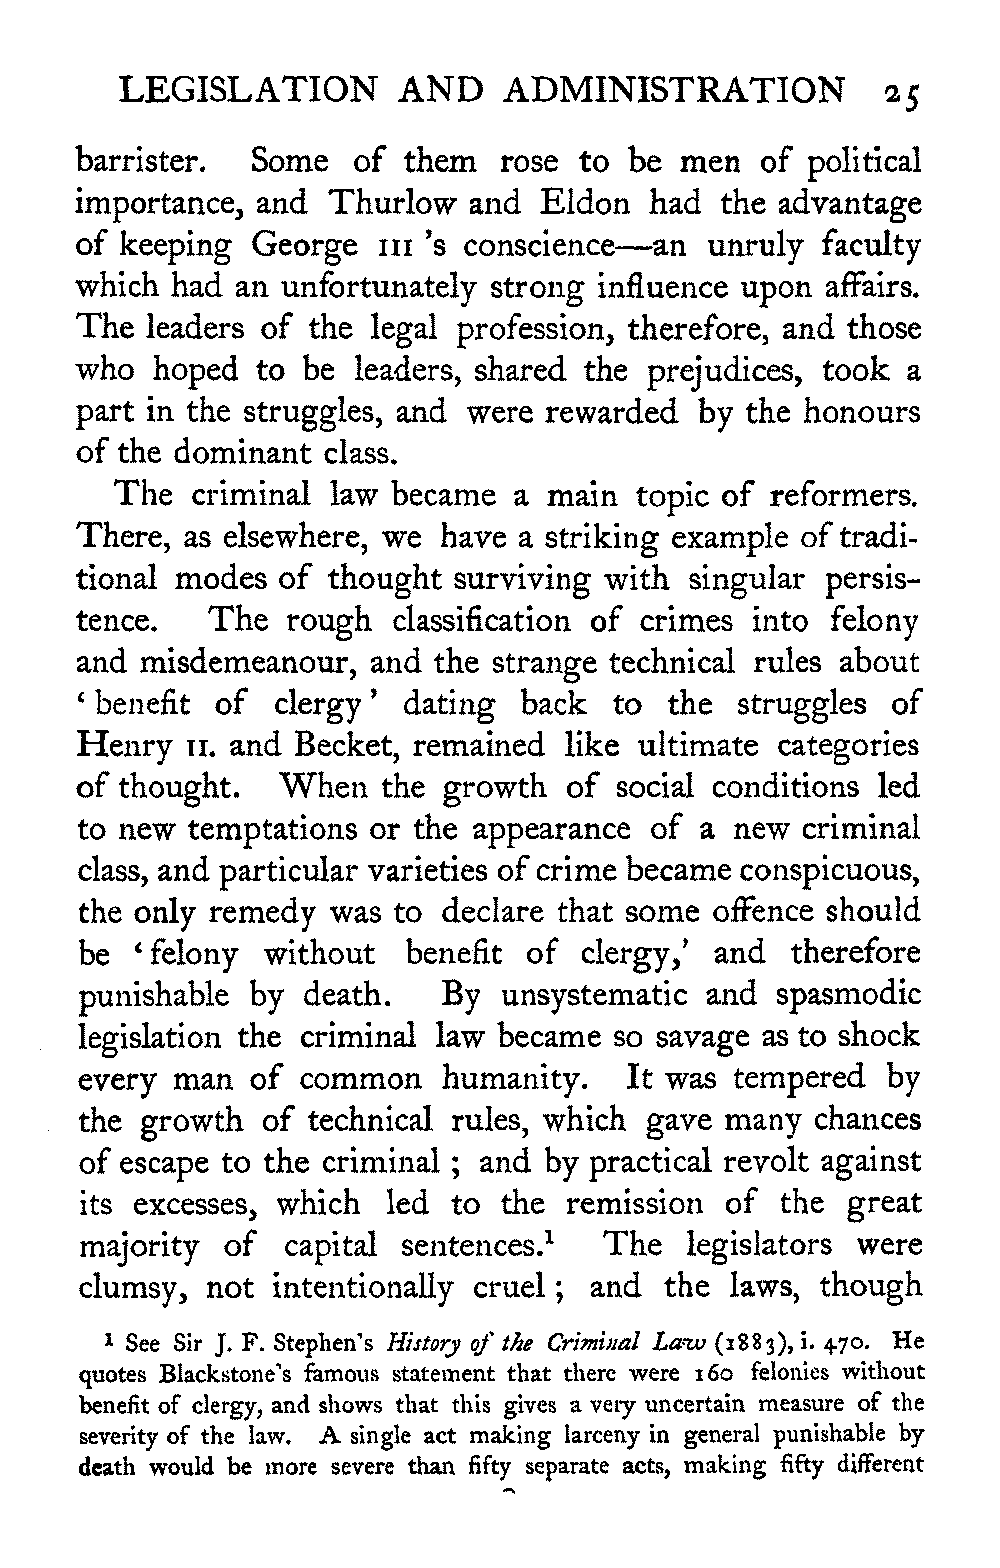 LEGISLATION AND ADMINISTRATION 25
barrister. Some of them rose to be men of political
importance, and Thurlow and Eldon had the advantage
of keeping George III 's conscience—an unruly faculty
which had an unfortunately strong influence upon affairs.
The leaders of the legal profession, therefore, and those
who hoped to be leaders, shared the prejudices, took a
part in the struggles, and were rewarded by the honours
of the dominant class.
The criminal law became a main topic of reformers.
There, as elsewhere, we have a striking example of tradi-
tional modes of thought surviving with singular persis-
tence. The rough classification of crimes into felony
and misdemeanour, and the strange technical rules about
‘ benefit of clergy ’ dating back to the struggles of
Henry II. and Becket, remained like ultimate categories
of thought. When the growth of social conditions led
to new temptations or the appearance of a new criminal
class, and particular varieties of crime became conspicuous,
the only remedy was to declare that some offence should
be ‘ felony without benefit of clergy,’ and therefore
punishable by death. By unsystematic and spasmodic
legislation the criminal law became so savage as to shock
every man of common humanity. It was tempered by
the growth of technical rules, which gave many chances
of escape to the criminal ; and by practical revolt against
its excesses, which led to the remission of the great
majority of capital sentences.¹ The legislators were
clumsy, not intentionally cruel ; and the laws, though
¹ See Sir J. F. Stephen's History of the Criminal Law (1883), i. 470. He
quotes Blackstone's famous statement that there were 160 felonies without
benefit of clergy, and shows that this gives a very uncertain measure of the
severity of the law. A single act making larceny in general punishable by
death would be more severe than fifty separate acts, making fifty different